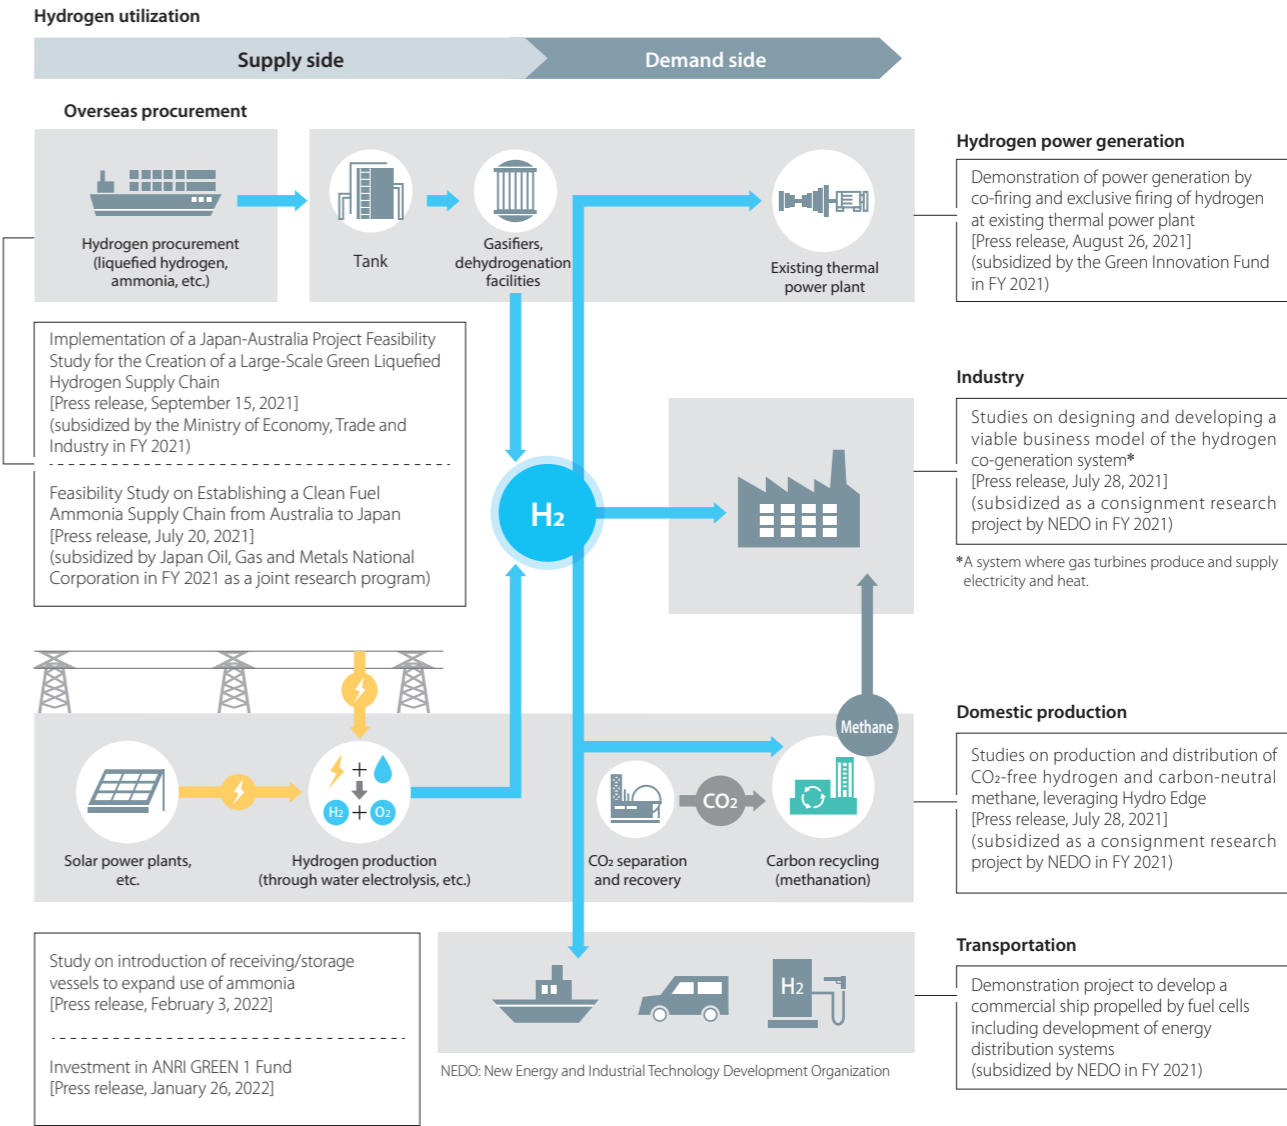 Hydrogen utilization
Supply side
Demand side
Overseas procurement
Hydrogen procurement
(liquefied hydrogen,
ammonia, etc.)
Tank
Gasifiers,
dehydrogenation
facilities
Existing thermal
power plant
Hydrogen power generation
Demonstration of power generation by
co-firing and exclusive firing of hydrogen
at existing thermal power plant
[Press release, August 26, 2021]
(subsidized by the Green Innovation Fund
in FY 2021)
Implementation of a Japan-Australia Project Feasibility
Study for the Creation of a Large-Scale Green Liquefied
Hydrogen Supply Chain
[Press release, September 15, 2021]
(subsidized by the Ministry of Economy, Trade and
Industry in FY 2021)
Feasibility Study on Establishing a Clean Fuel
Ammonia Supply Chain from Australia to Japan
[Press release, July 20, 2021]
(subsidized by Japan Oil, Gas and Metals National
Corporation in FY 2021 as a joint research program)
H₂
Industry
Studies on designing and developing a
viable business model of the hydrogen
co-generation system*
[Press release, July 28, 2021]
(subsidized as a consignment research
project by NEDO in FY 2021)
*A system where gas turbines produce and supply
electricity and heat.
Solar power plants,
etc.
+
H₂ + O₂
Hydrogen production
(through water electrolysis, etc.)
CO₂ separation
and recovery
CO₂
Methane
Carbon recycling
(methanation)
Domestic production
Studies on production and distribution of
CO₂-free hydrogen and carbon-neutral
methane, leveraging Hydro Edge
[Press release, July 28, 2021]
(subsidized as a consignment research
project by NEDO in FY 2021)
Study on introduction of receiving/storage
vessels to expand use of ammonia
[Press release, February 3, 2022]
Investment in ANRI GREEN 1 Fund
[Press release, January 26, 2022]
H₂
NEDO: New Energy and Industrial Technology Development Organization
Transportation
Demonstration project to develop a
commercial ship propelled by fuel cells
including development of energy
distribution systems
(subsidized by NEDO in FY 2021)